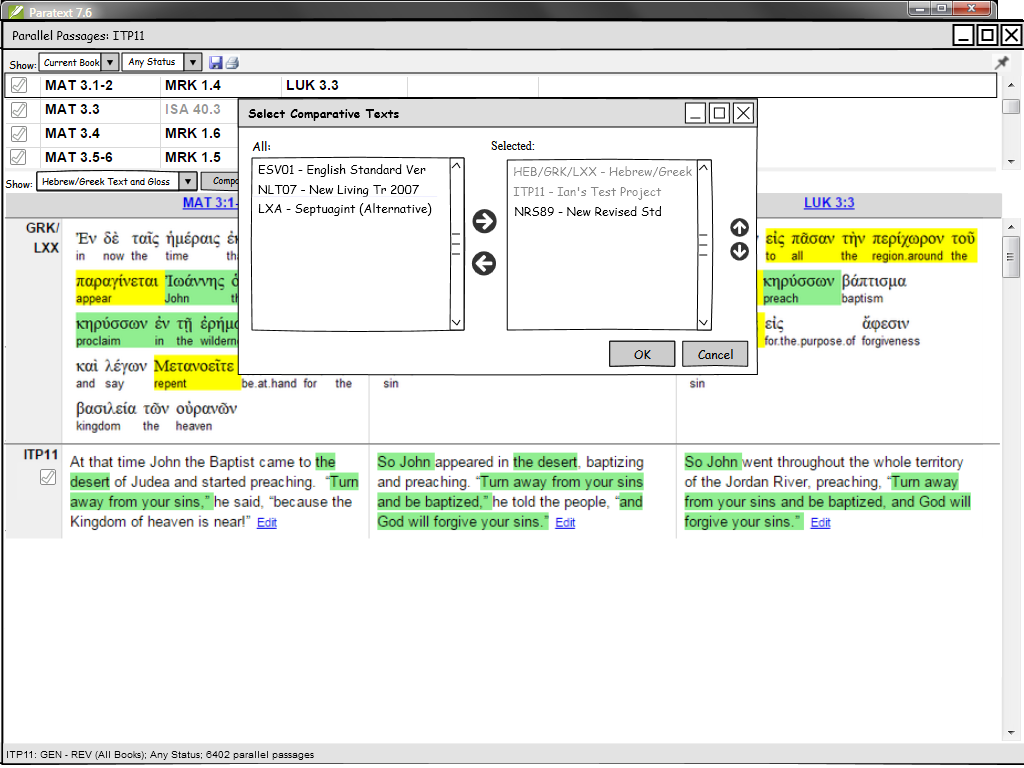 Paratext 7.6
Parallel Passages: ITP11
Show: Current Book Any Status
MAT 3.1-2 MRK 1.4 LUK 3.3
MAT 3.3 ISA 40.3
MAT 3.4 MRK 1.6
MAT 3.5-6 MRK 1.5
Show: Hebrew/Greek Text and Gloss
Select Comparative Texts
All:
ESV01 - English Standard Ver
NLT07 - New Living Tr 2007
LXA - Septuagint (Alternative)
Selected:
HEB/GRK/LXX - Hebrew/Greek
ITP11 - Ian's Test Project
NRS89 - New Revised Std
OK Cancel
MAT 3:1- LUK 3:3
GRK/
LXX
Ἐν δὲ ταῖς ἡμέραις
in now the time
παραγίνεται Ἰωάννης
appear John
κηρύσσων ἐν τῇ
proclaim in the
καὶ λέγων Μετανοεῖτε
and say repent be.at.hand for the
βασιλεία τῶν οὐρανῶν
kingdom the heaven
sin
εἰς πᾶσαν τὴν περίχωρον τοῦ
to all the region.around the
κηρύσσων βάπτισμα
preach baptism
εἰς ἄφεσιν
for.the.purpose.of forgiveness
sin
ITP11
At that time John the Baptist came to the
desert of Judea and started preaching. “Turn
away from your sins,” he said, “because the
Kingdom of heaven is near!” Edit
So John appeared in the desert, baptizing
and preaching. “Turn away from your sins
and be baptized,” he told the people, “and
God will forgive your sins.” Edit
So John went throughout the whole territory
of the Jordan River, preaching, “Turn away
from your sins and be baptized, and God will
forgive your sins.” Edit
ITP11: GEN - REV (All Books); Any Status; 6402 parallel passages